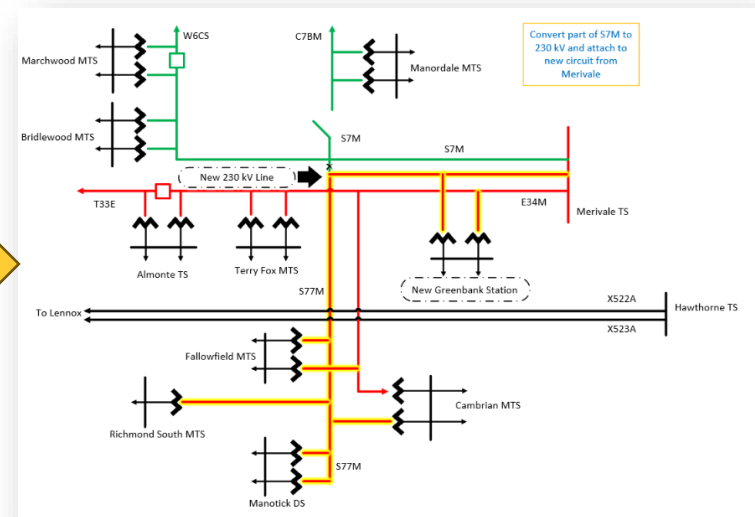 W6CS
C7BM
Convert part of S7M to
230 kV and attach to
new circuit from
Merivale
Marchwood MTS
Manordale MTS
Bridlewood MTS
S7M
S7M
x
New 230 kV Line
T33E
E34M
Merivale TS
Almonte TS
Terry Fox MTS
New Greenbank Station
S77M
X522A
To Lennox
Hawthorne TS
X523A
Fallowfield MTS
Cambrian MTS
Richmond South MTS
S77M
Manotick DS